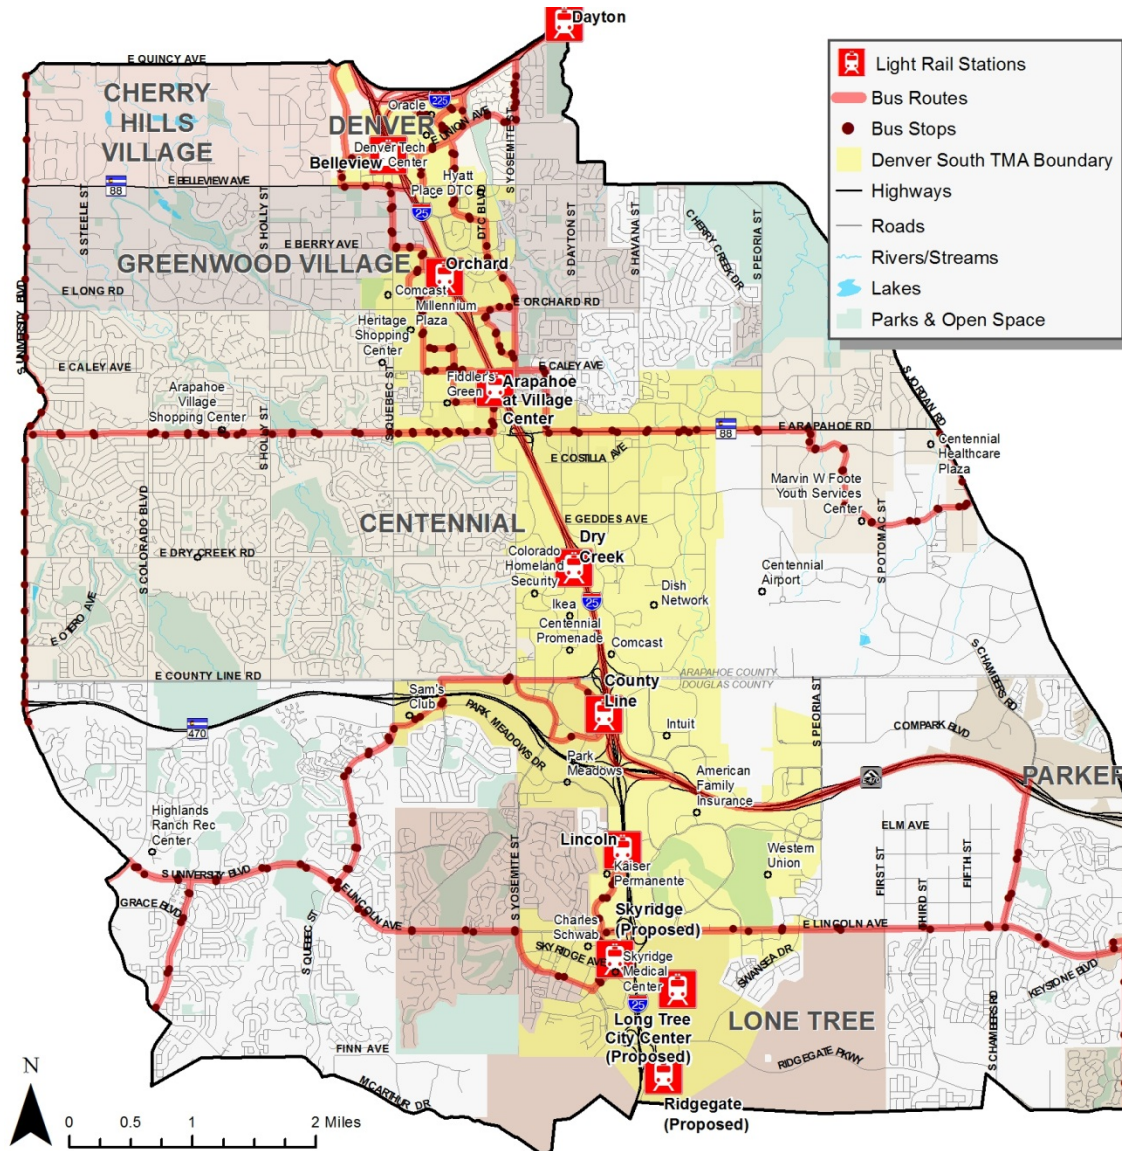 Dayton
E QUINCY AVE
Light Rail Stations
Bus Routes
Bus Stops
Denver South TMA Boundary
Highways
Roads
Rivers/Streams
Lakes
Parks & Open Space
CHERRY
HILLS
VILLAGE
DENVER
Oracle
225
E UNION AVE
S YOSEMITE ST
Denver Tech
Center
Belleview
E BELLEVIEW AVE
88
Hyatt
Place DTC
25
DTC BLVD
S STEELE ST
S HOLLY ST
S DAYTON ST
S HAVANA ST
CHERRY CREEK DR
S PEORIA ST
E BERRY AVE
GREENWOOD VILLAGE
Orchard
E LONG RD
Comcast
Millennium
Plaza
E ORCHARD RD
Heritage
Shopping
Center
S UNIVERSITY BLVD
E CALEY AVE
E CALEY AVE
Fiddler's
Green
Arapahoe
at Village
Center
Arapahoe
Village
Shopping Center
S HOLLY ST
S QUEBEC ST
S JORDAN RD
88
E ARAPAHOE RD
Centennial
Healthcare
Plaza
E COSTILLA AVE
Marvin W Foote
Youth Services
Center
S COLORADO BLVD
CENTENNIAL
E GEDDES AVE
S POTOMAC ST
Dry
Creek
E DRY CREEK RD
Colorado
Homeland
Security
Centennial
Airport
25
Dish
Network
Ikea
E OTERO AVE
Centennial
Promenade
Comcast
E COUNTY LINE RD
ARAPAHOE COUNTY
DOUGLAS COUNTY
County
Line
S CHAMBERS RD
Sam's
Club
S PEORIA ST
470
PARK MEADOWS DR
Intuit
COMPARK BLVD
Park
Meadows
American
Family
Insurance
PARKER
Highlands
Ranch Rec
Center
Lincoln
ELM AVE
Kaiser
Permanente
Western
Union
FIRST ST
THIRD ST
FIFTH ST
S YOSEMITE ST
S UNIVERSITY BLVD
GRACE BLVD
E LINCOLN AVE
S QUEBEC ST
Skyridge
(Proposed)
Charles
Schwab
E LINCOLN AVE
SKYRIDGE AVE
Skyridge
Medical
Center
SWANSEA DR
KEYSTONE BLVD
25
Long Tree
City Center
(Proposed)
LONE TREE
S CHAMBERS RD
FINN AVE
RIDGEGATE PKWY
MCARTHUR DR
Ridgegate
(Proposed)
N
0 0.5 1 2 Miles